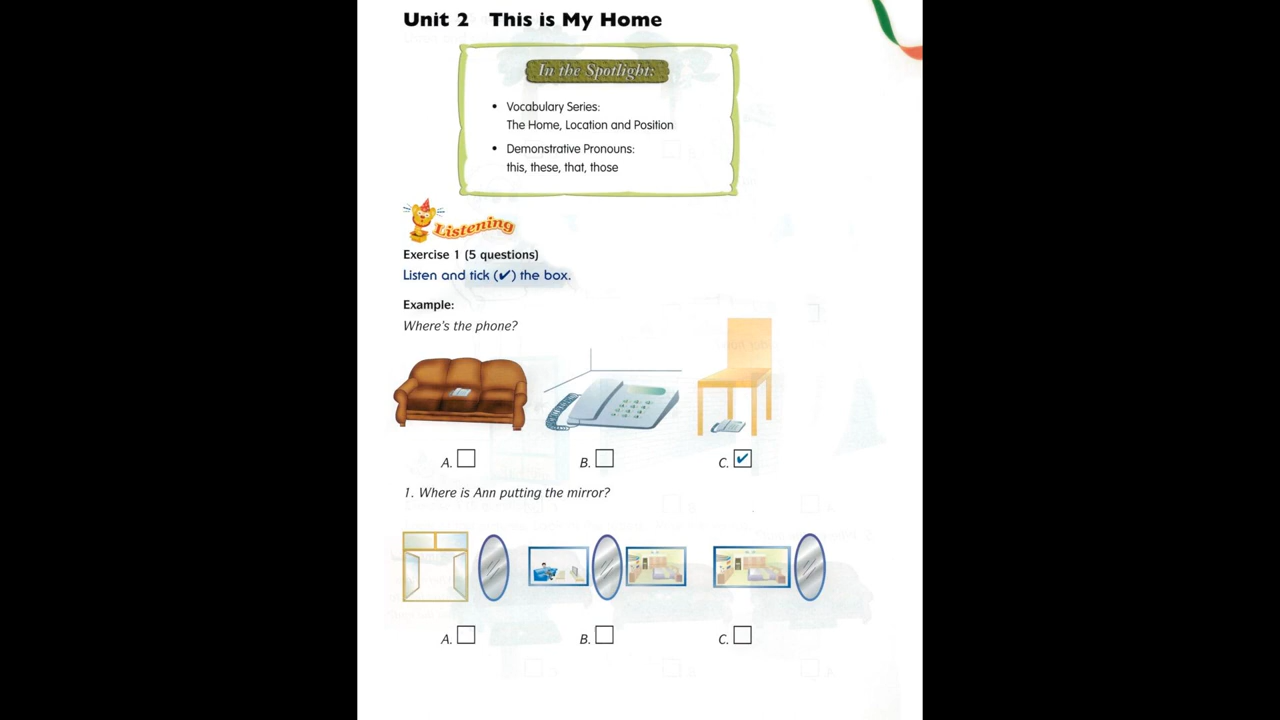 Unit 2 This is My Home
In the Spotlight:
• Vocabulary Series:
The Home, Location and Position
• Demonstrative Pronouns:
this, these, that, those
Listening
Exercise 1 (5 questions)
Listen and tick (✔) the box.
Example:
Where's the phone?
A. B. C. ✔
1. Where is Ann putting the mirror?
A. B. C.